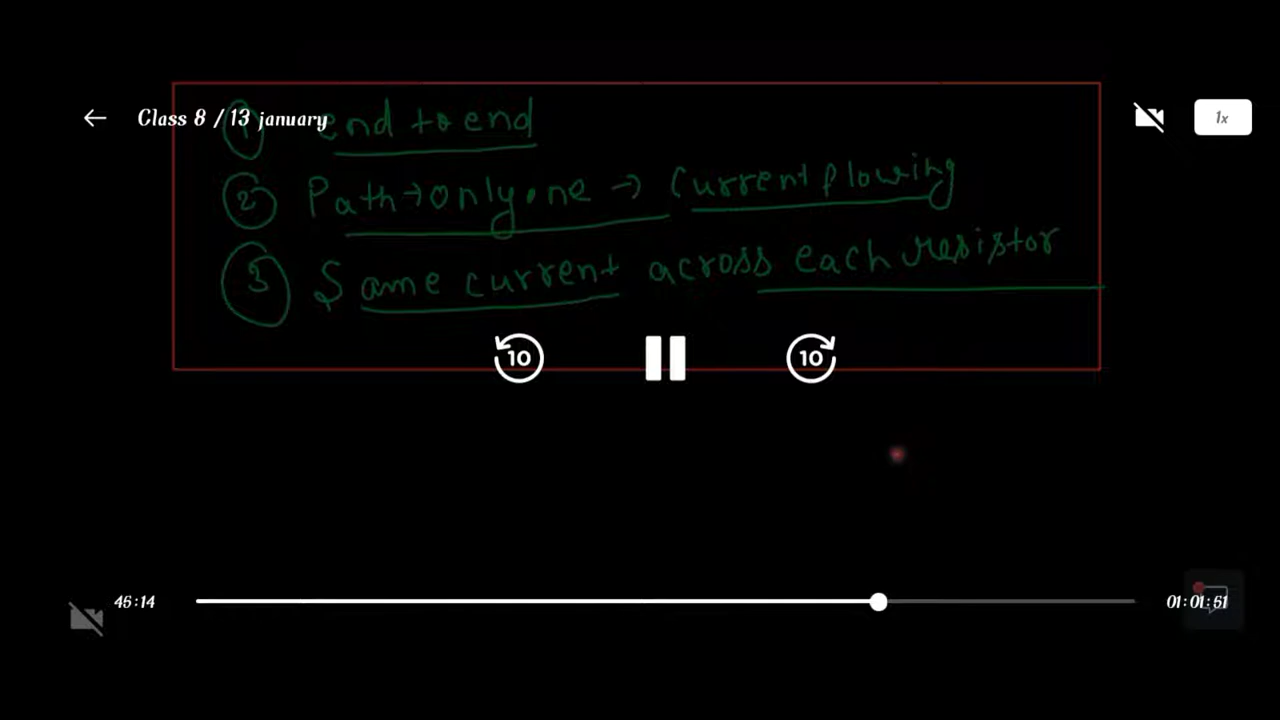 Class 8 / 13 january
1x
① end to end
② Path → only one → Current flowing
③ Same current across each resistor
10
10
45:14
01:01:51